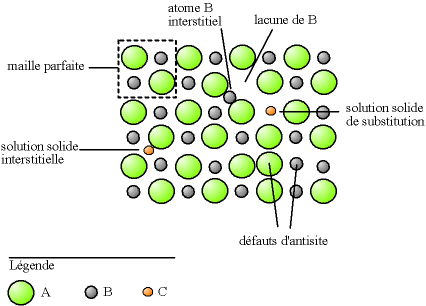 atome B
interstitiel
lacune de B
maille parfaite
solution solide
de substitution
solution solide
interstitielle
défauts d'antisite
Légende
A
B
C